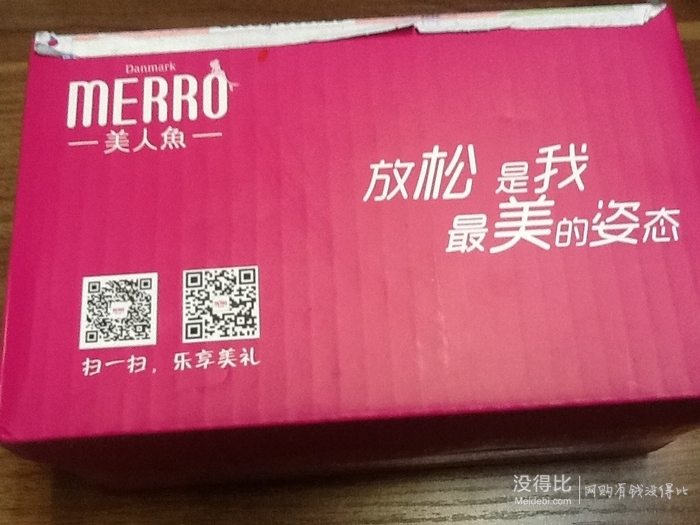 Danmark
MERRO
美人魚
放松 是我
最美的姿态
扫一扫，乐享美礼
没得比
Meidebi.com
网购有钱没得比